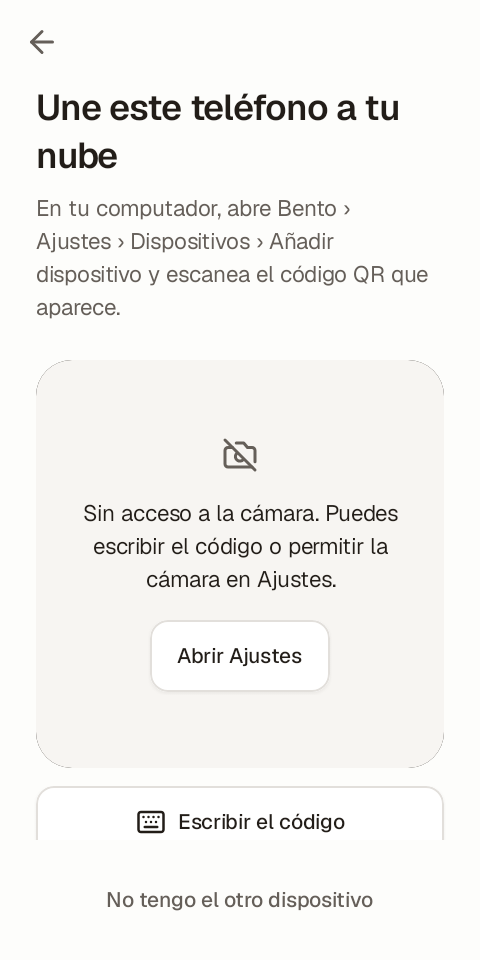 Une este teléfono a tu
nube
En tu computador, abre Bento ›
Ajustes › Dispositivos › Añadir
dispositivo y escanea el código QR que
aparece.
Sin acceso a la cámara. Puedes
escribir el código o permitir la
cámara en Ajustes.
Abrir Ajustes
Escribir el código
No tengo el otro dispositivo